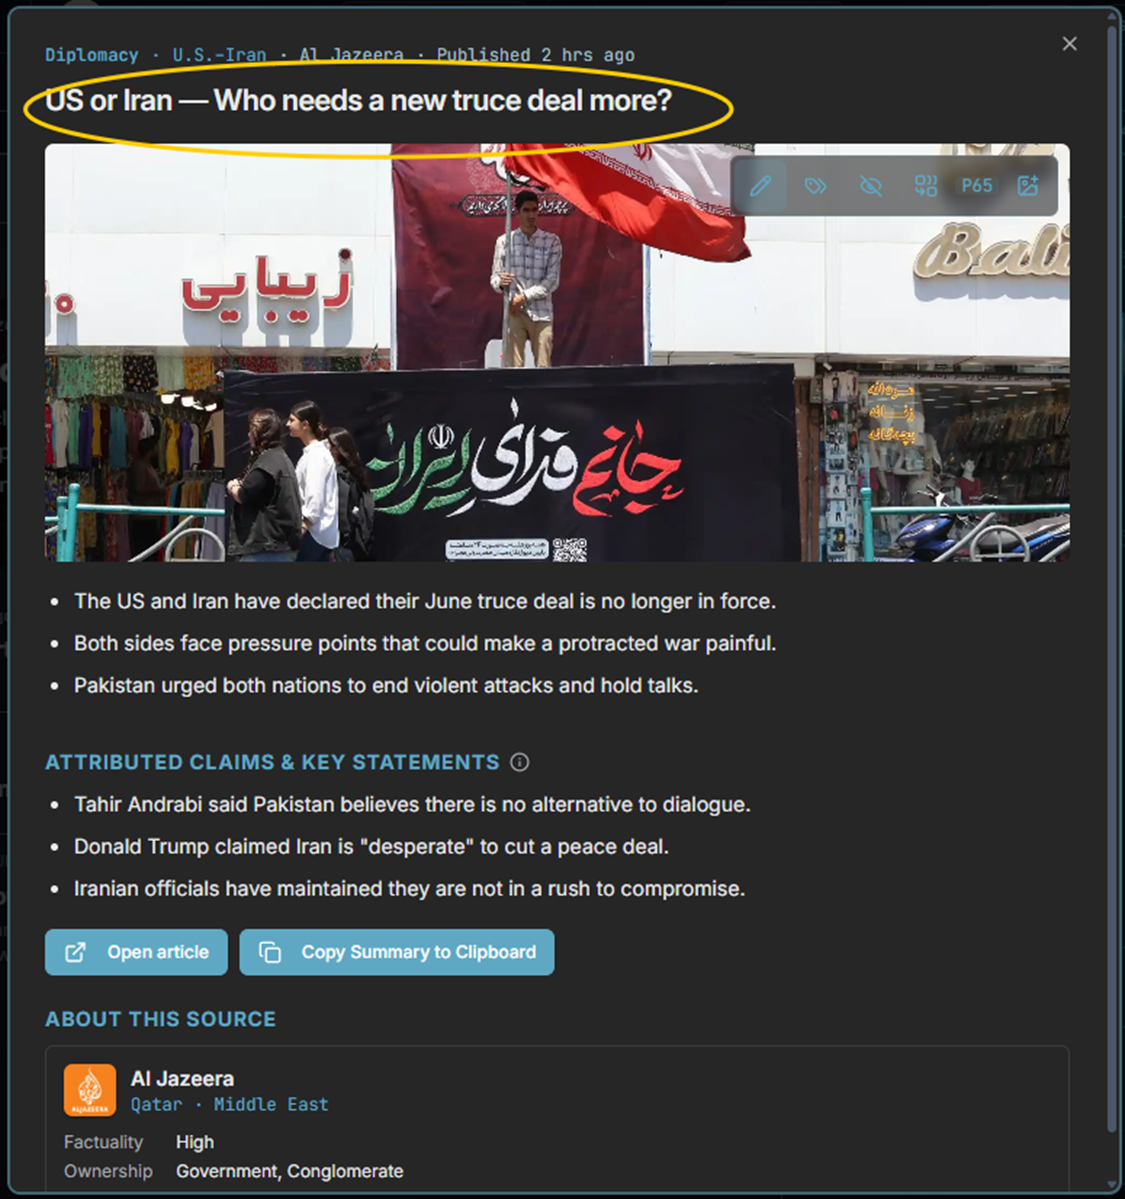 Diplomacy · U.S.-Iran · Al Jazeera · Published 2 hrs ago
US or Iran — Who needs a new truce deal more?
P65
زیبایی
Bali
مردانه
زنانه
بچه‌گانه
جانم فدای ایران
The US and Iran have declared their June truce deal is no longer in force.
Both sides face pressure points that could make a protracted war painful.
Pakistan urged both nations to end violent attacks and hold talks.
ATTRIBUTED CLAIMS & KEY STATEMENTS
Tahir Andrabi said Pakistan believes there is no alternative to dialogue.
Donald Trump claimed Iran is "desperate" to cut a peace deal.
Iranian officials have maintained they are not in a rush to compromise.
Open article
Copy Summary to Clipboard
ABOUT THIS SOURCE
ALJAZEERA
Al Jazeera
Qatar · Middle East
Factuality High
Ownership Government, Conglomerate